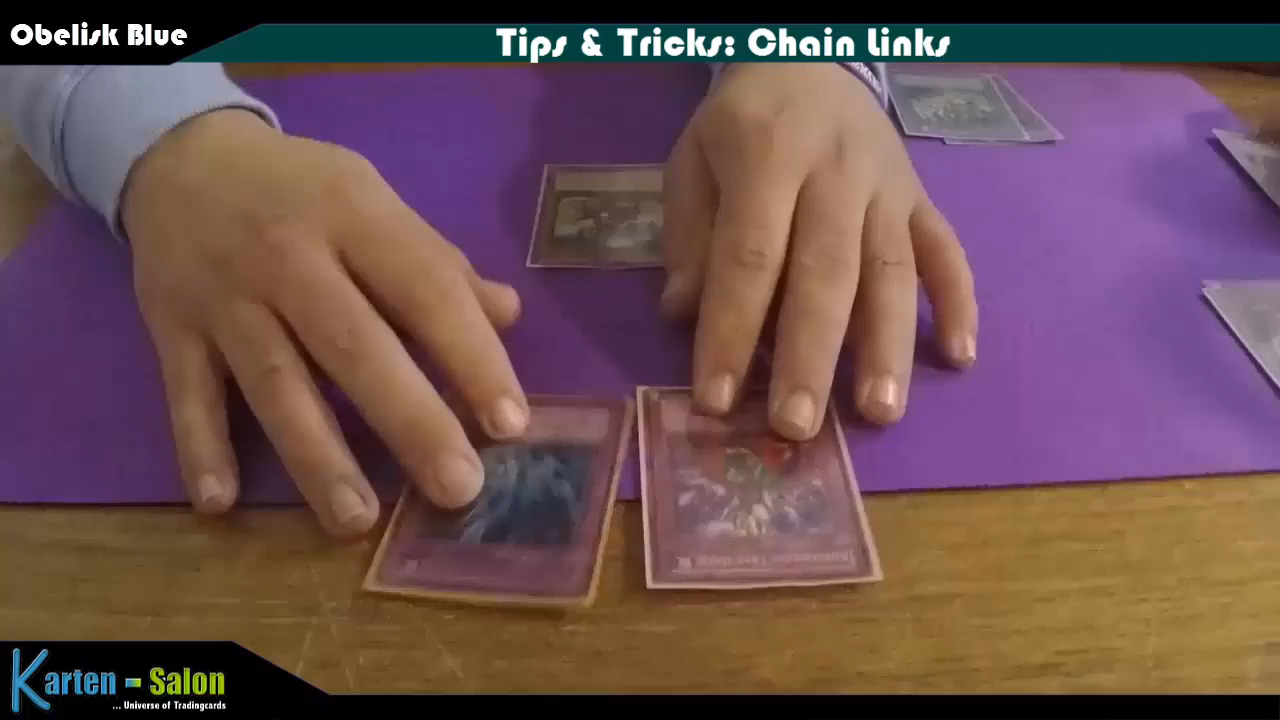 Obelisk Blue
Tips & Tricks: Chain Links
Karten - Salon
... Universe of Tradingcards